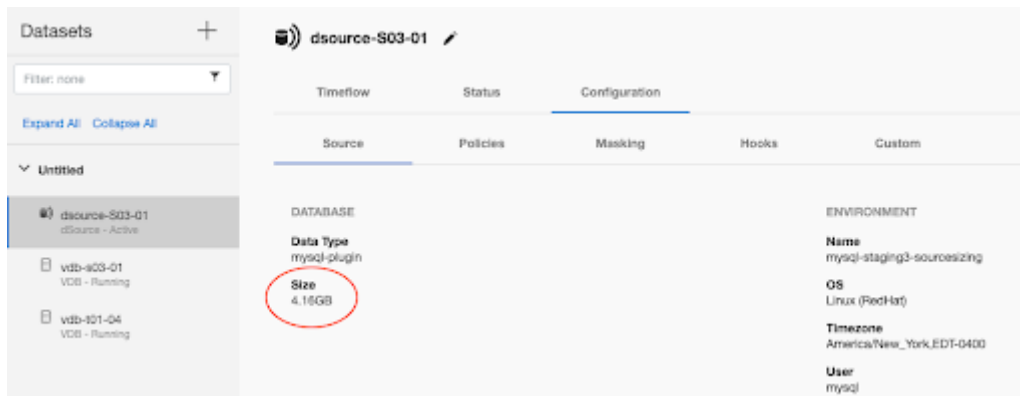 Datasets
Filter: none
Expand All Collapse All
Untitled
dsource-S03-01
dSource - Active
vdb-s03-01
VDB - Running
vdb-t01-04
VDB - Running
dsource-S03-01
Timeflow Status Configuration
Source Policies Masking Hooks Custom
DATABASE
Data Type
mysql-plugin
Size
4.16GB
ENVIRONMENT
Name
mysql-staging3-sourcesizing
OS
Linux (RedHat)
Timezone
America/New_York,EDT-0400
User
mysql